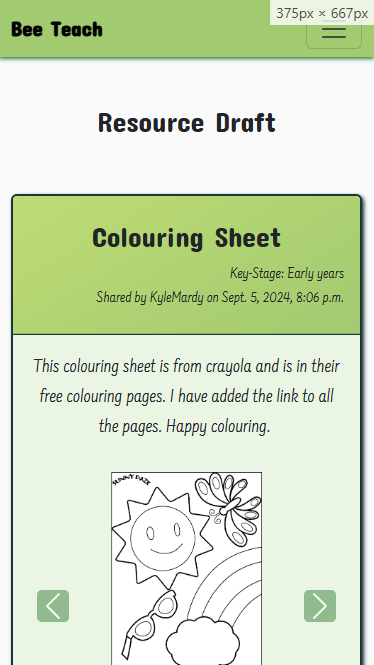 375px × 667px
Bee Teach
Resource Draft
Colouring Sheet
Key-Stage: Early years
Shared by KyleMardy on Sept. 5, 2024, 8:06 p.m.
This colouring sheet is from crayola and is in their
free colouring pages. I have added the link to all
the pages. Happy colouring.
SUNNY DAZE